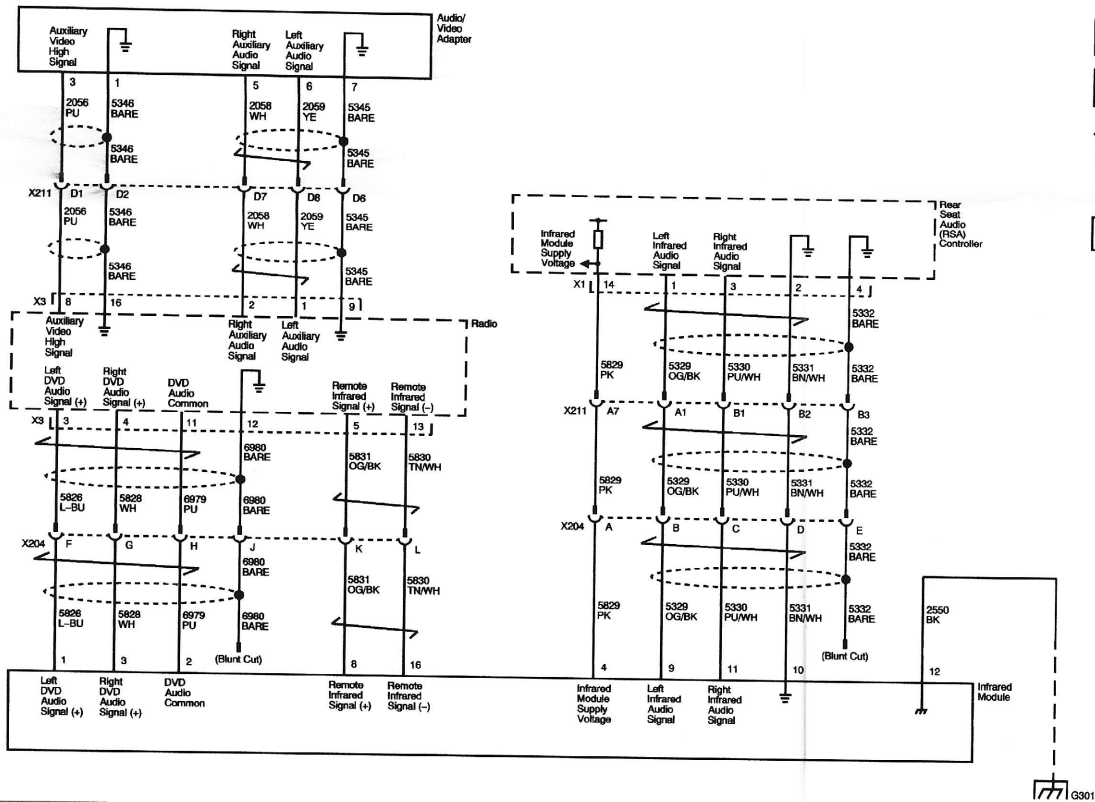 Audio/
Video
Adapter
Auxiliary
Video
High
Signal
Right
Auxiliary
Audio
Signal
Left
Auxiliary
Audio
Signal
3 1 5 6 7
2056
PU
5346
BARE
2058
WH
2059
YE
5345
BARE
5346
BARE
5345
BARE
X211 D1 D2 D7 D8 D6
2056
PU
5346
BARE
2058
WH
2059
YE
5345
BARE
5346
BARE
5345
BARE
X3 8 16 2 1 9
Radio
Auxiliary
Video
High
Signal
Right
Auxiliary
Audio
Signal
Left
Auxiliary
Audio
Signal
Left
DVD
Audio
Signal (+)
Right
DVD
Audio
Signal (+)
DVD
Audio
Common
Remote
Infrared
Signal (+)
Remote
Infrared
Signal (–)
X3 3 4 11 12 5 13
6980
BARE
5831
OG/BK
5830
TN/WH
5826
L-BU
5828
WH
6979
PU
6980
BARE
X204 F G H J K L
6980
BARE
5831
OG/BK
5830
TN/WH
5826
L-BU
5828
WH
6979
PU
6980
BARE
(Blunt Cut)
1 3 2 8 16
Left
DVD
Audio
Signal (+)
Right
DVD
Audio
Signal (+)
DVD
Audio
Common
Remote
Infrared
Signal (+)
Remote
Infrared
Signal (–)
Rear
Seat
Audio
(RSA)
Controller
Infrared
Module
Supply
Voltage
Left
Infrared
Audio
Signal
Right
Infrared
Audio
Signal
X1 14 1 3 2 4
5332
BARE
5829
PK
5329
OG/BK
5330
PU/WH
5331
BN/WH
5332
BARE
X211 A7 A1 B1 B2 B3
5332
BARE
5829
PK
5329
OG/BK
5330
PU/WH
5331
BN/WH
5332
BARE
X204 A B C D E
5332
BARE
5829
PK
5329
OG/BK
5330
PU/WH
5331
BN/WH
5332
BARE
2550
BK
(Blunt Cut)
4 9 11 10 12
Infrared
Module
Supply
Voltage
Left
Infrared
Audio
Signal
Right
Infrared
Audio
Signal
Infrared
Module
G301